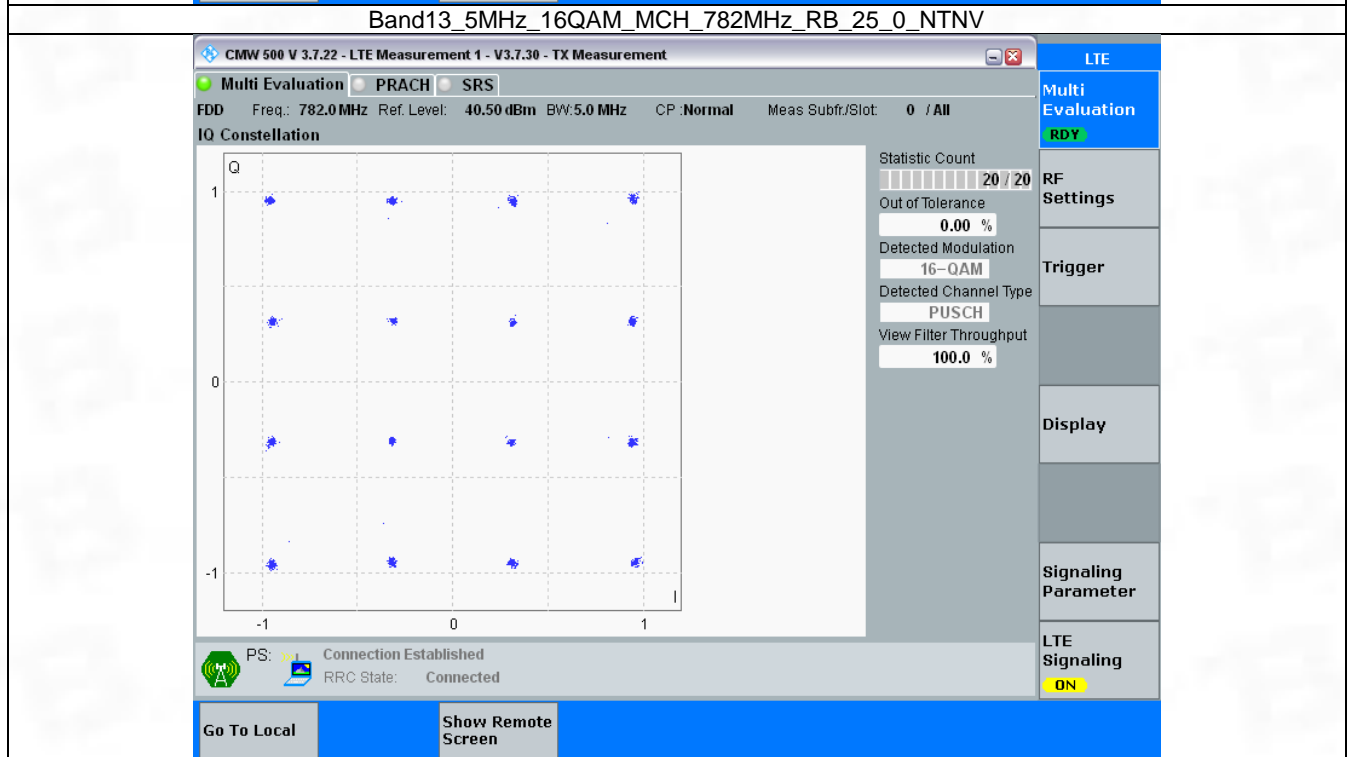 Band13_5MHz_16QAM_MCH_782MHz_RB_25_0_NTNV
CMW 500 V 3.7.22 - LTE Measurement 1 - V3.7.30 - TX Measurement
LTE
Multi Evaluation PRACH SRS
Multi
Evaluation
RDY
FDD Freq.: 782.0 MHz Ref. Level: 40.50 dBm BW:5.0 MHz CP :Normal Meas Subfr./Slot: 0 / All
IQ Constellation
Q
1
0
-1
I
-1 0 1
Statistic Count
20 / 20
Out of Tolerance
0.00 %
Detected Modulation
16-QAM
Detected Channel Type
PUSCH
View Filter Throughput
100.0 %
RF
Settings
Trigger
Display
Signaling
Parameter
LTE
Signaling
ON
PS: Connection Established
RRC State: Connected
Go To Local
Show Remote
Screen